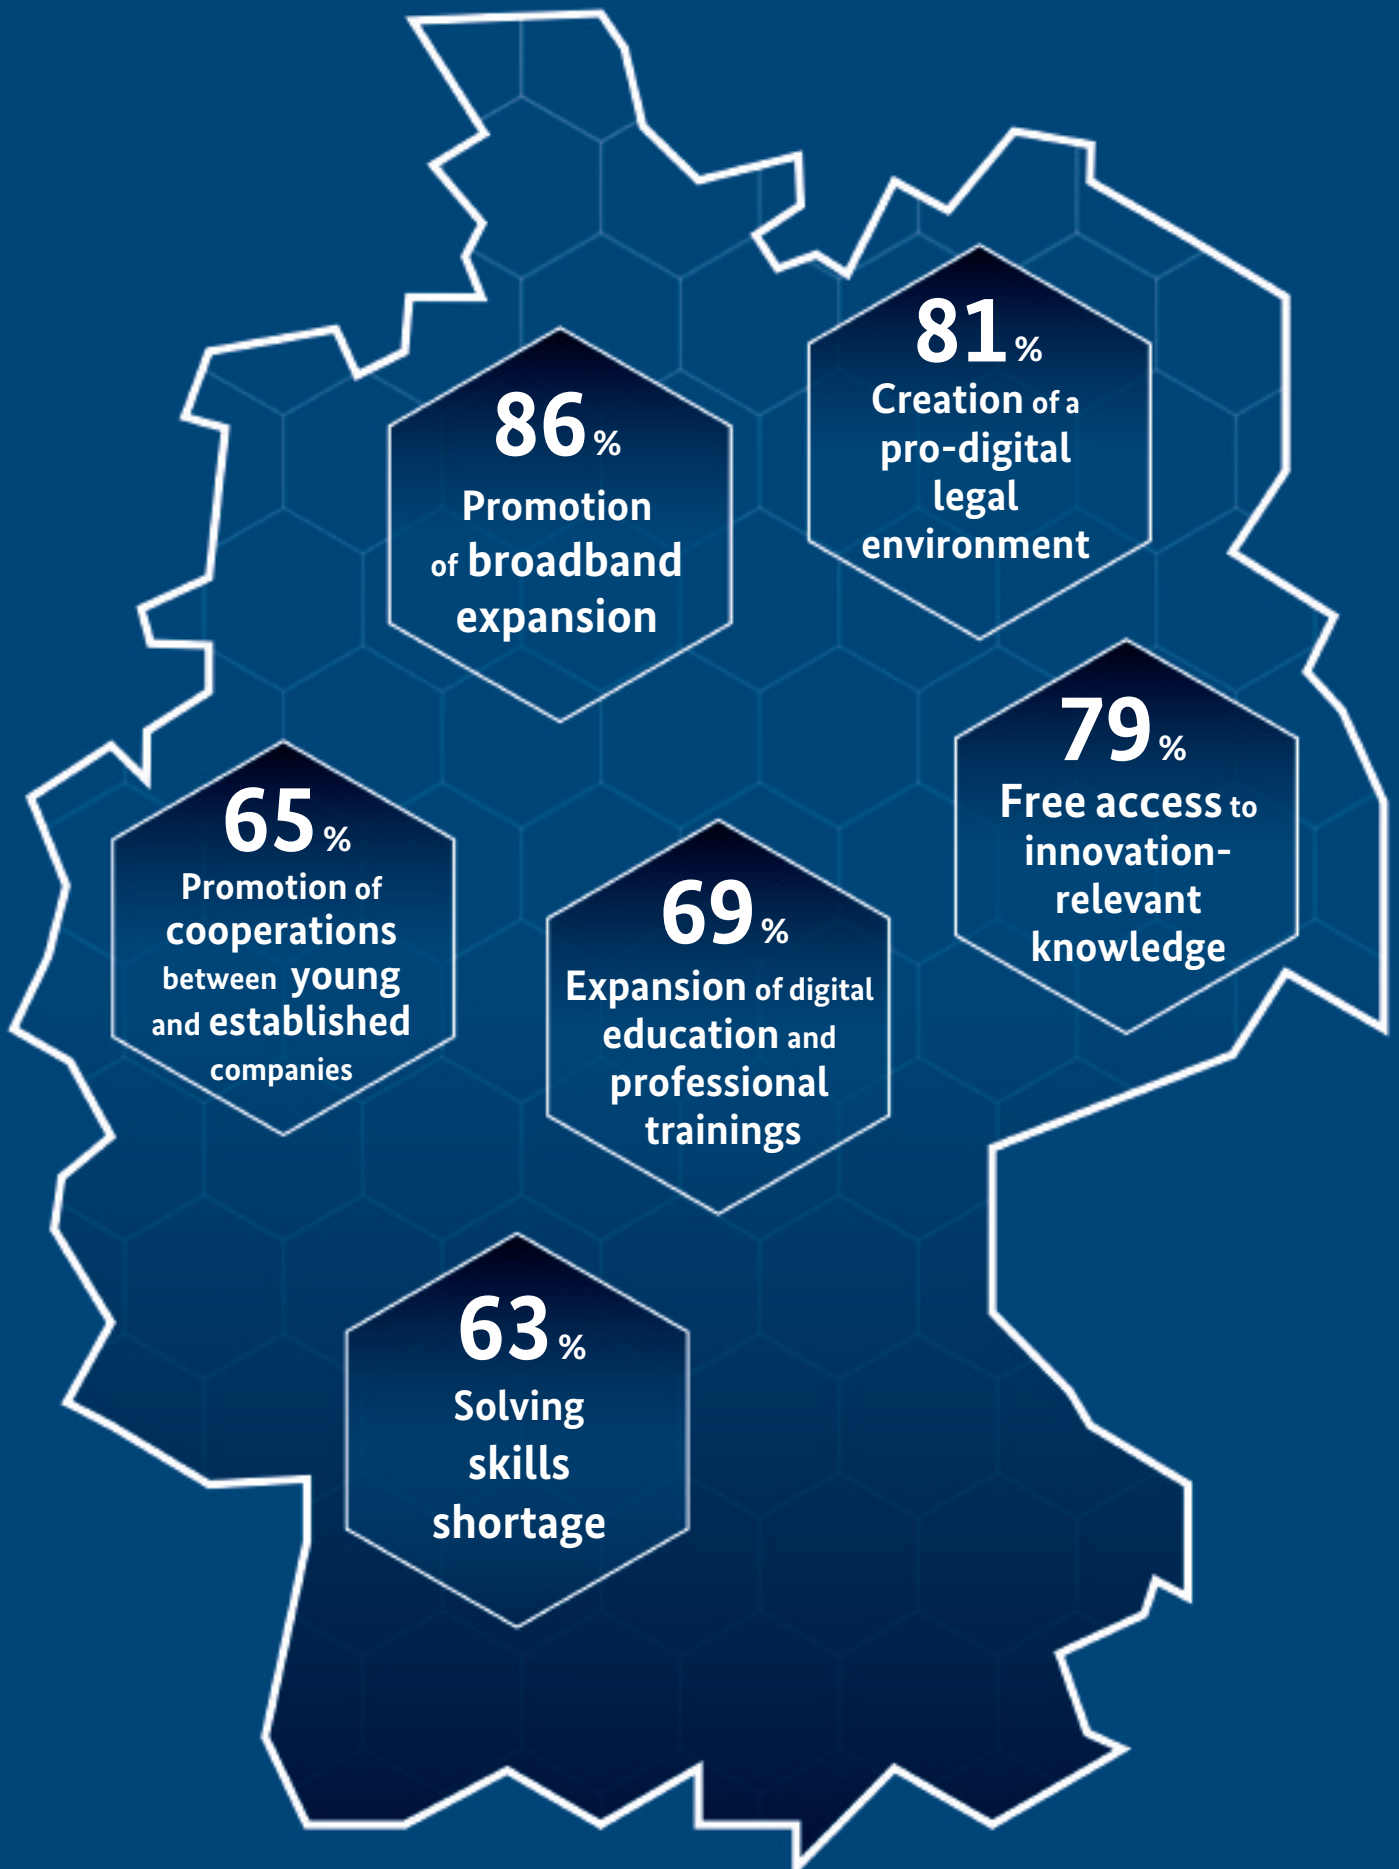 81 %
Creation of a
pro-digital
legal
environment
86 %
Promotion
of broadband
expansion
79 %
Free access to
innovation-
relevant
knowledge
65 %
Promotion of
cooperations
between young
and established
companies
69 %
Expansion of digital
education and
professional
trainings
63 %
Solving
skills
shortage